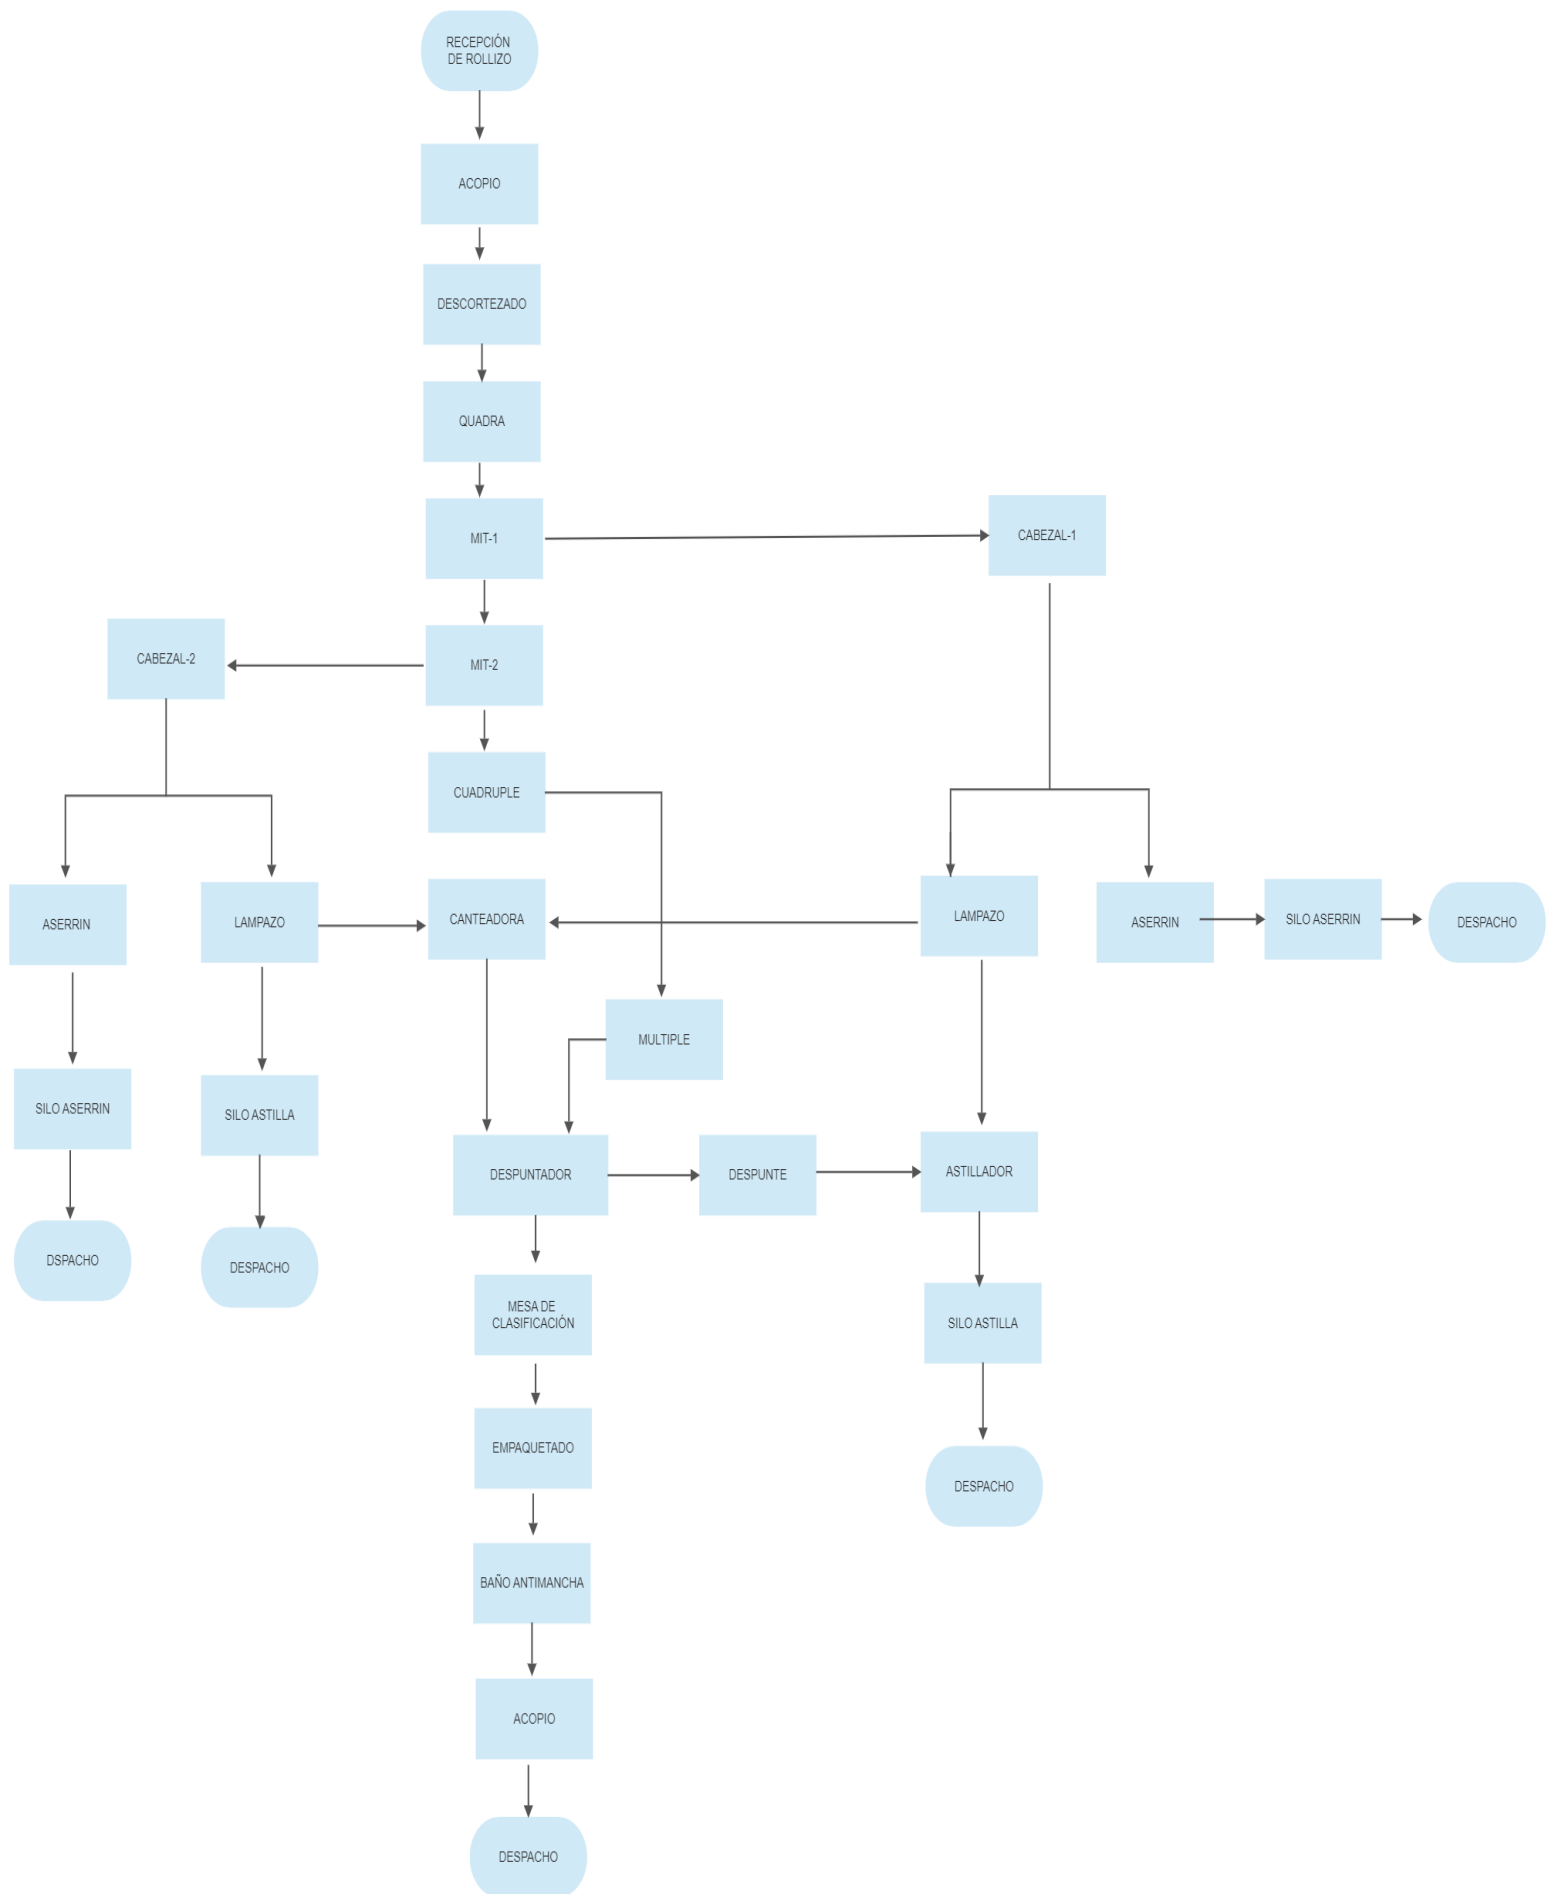 RECEPCIÓN
DE ROLLIZO
ACOPIO
DESCORTEZADO
QUADRA
MIT-1
CABEZAL-1
CABEZAL-2
MIT-2
CUADRUPLE
ASERRIN
LAMPAZO
CANTEADORA
LAMPAZO
ASERRIN
SILO ASERRIN
DESPACHO
MULTIPLE
SILO ASERRIN
SILO ASTILLA
DESPUNTADOR
DESPUNTE
ASTILLADOR
DSPACHO
DESPACHO
MESA DE
CLASIFICACIÓN
SILO ASTILLA
EMPAQUETADO
DESPACHO
BAÑO ANTIMANCHA
ACOPIO
DESPACHO